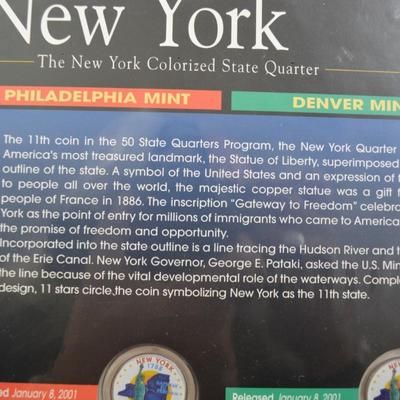 New York
The New York Colorized State Quarter
PHILADELPHIA MINT
DENVER MIN
The 11th coin in the 50 State Quarters Program, the New York Quarter
America's most treasured landmark, the Statue of Liberty, superimposed
outline of the state. A symbol of the United States and an expression of
to people all over the world, the majestic copper statue was a gift
people of France in 1886. The inscription "Gateway to Freedom" celebra
York as the point of entry for millions of immigrants who came to America
the promise of freedom and opportunity.
Incorporated into the state outline is a line tracing the Hudson River and
of the Erie Canal. New York Governor, George E. Pataki, asked the U.S. Min
the line because of the vital developmental role of the waterways. Comple
design, 11 stars circle,the coin symbolizing New York as the 11th state.
NEW YORK
1788
ed January 8, 2001
Released January 8, 2001